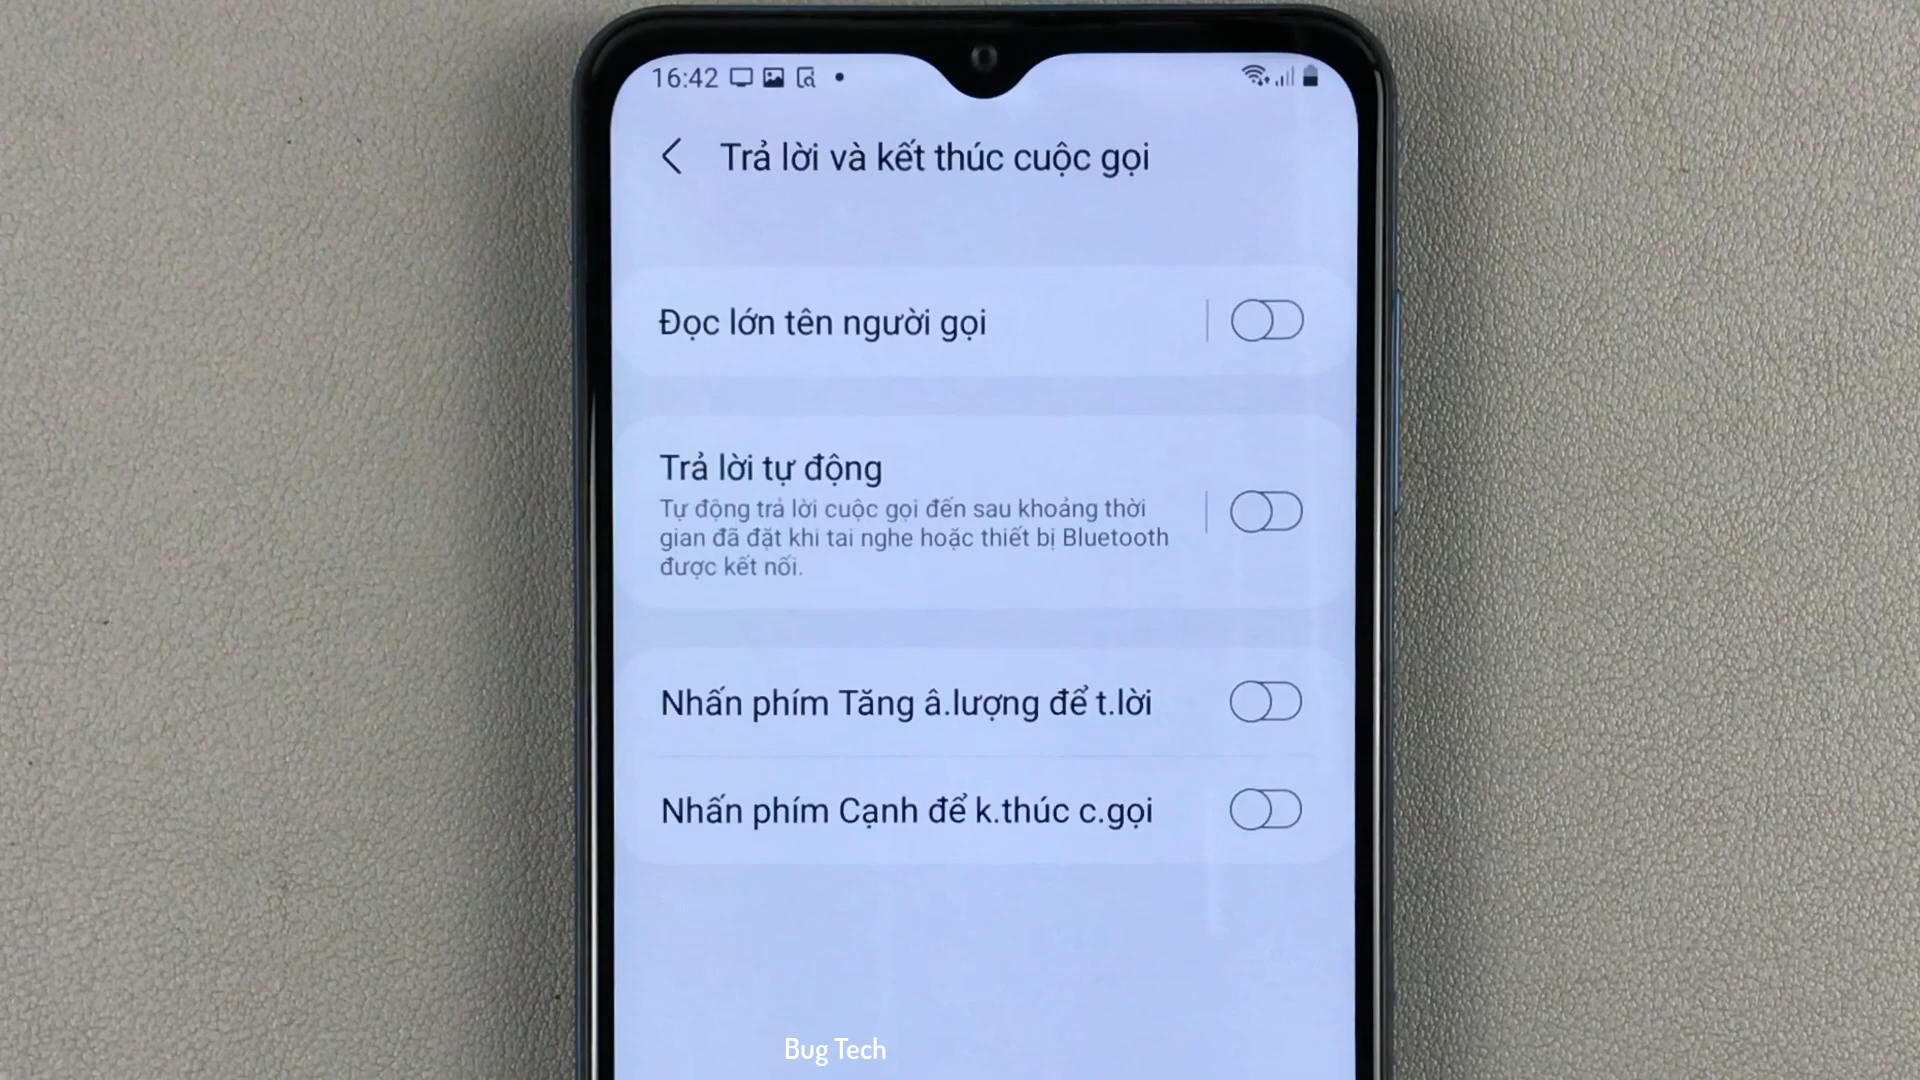 16:42
Trả lời và kết thúc cuộc gọi
Đọc lớn tên người gọi
Trả lời tự động
Tự động trả lời cuộc gọi đến sau khoảng thời
gian đã đặt khi tai nghe hoặc thiết bị Bluetooth
được kết nối.
Nhấn phím Tăng â.lượng để t.lời
Nhấn phím Cạnh để k.thúc c.gọi
Bug Tech